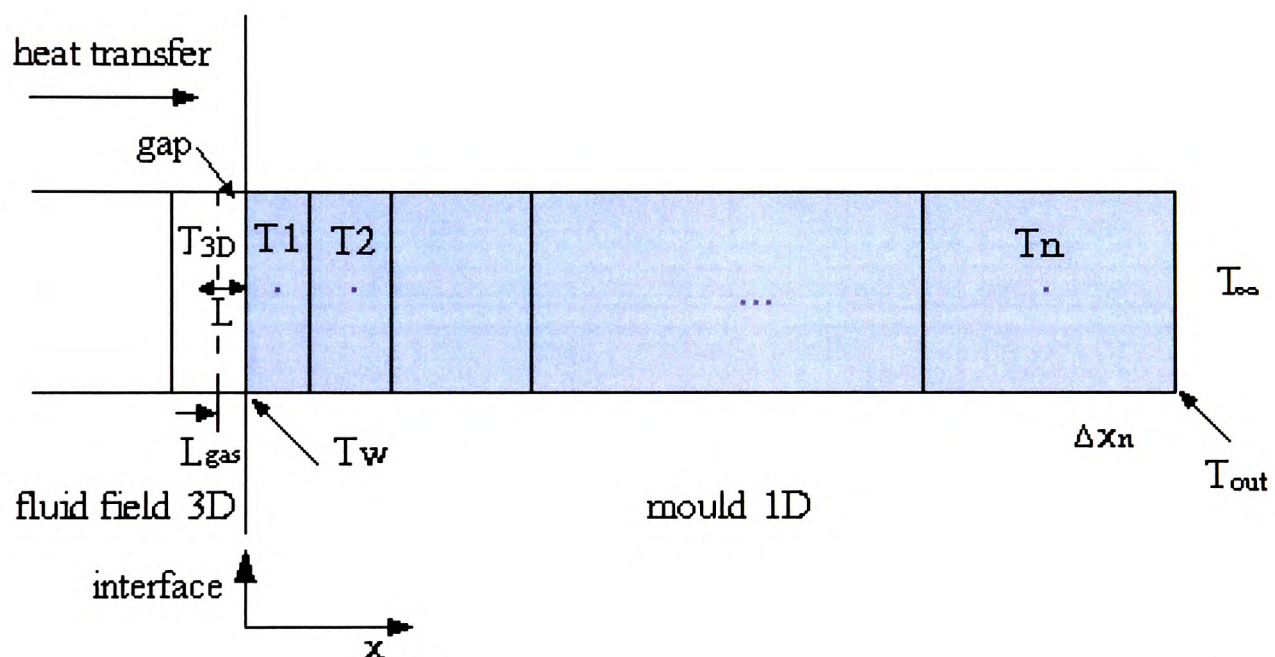 heat transfer
gap
T3D T1 T2 Tn
L ... T∞
Lgas Tw Δxn
Tout
fluid field 3D mould 1D
interface
x